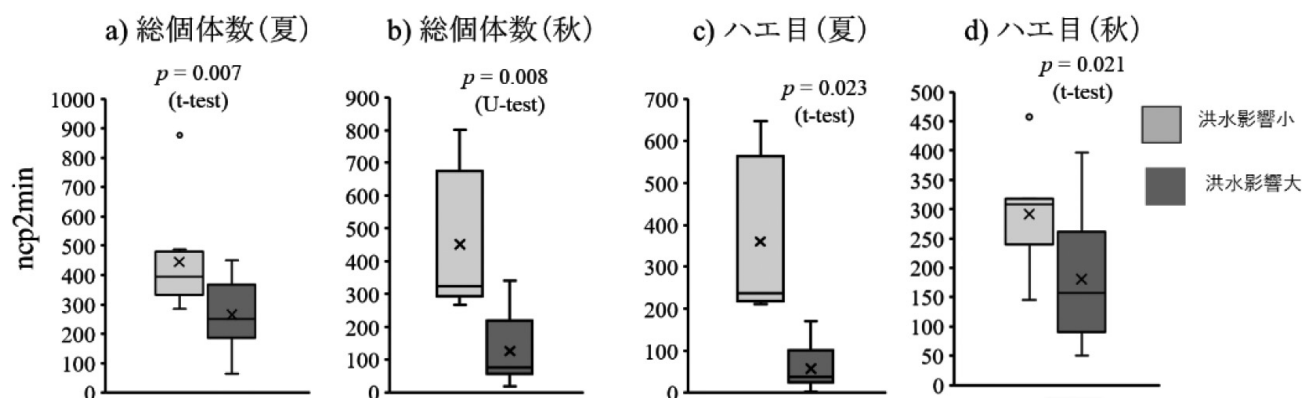 a) 総個体数(夏)
p = 0.007
(t-test)
1000
900
800
700
600
500
400
300
200
100
0
ncp2min
b) 総個体数(秋)
p = 0.008
(U-test)
900
800
700
600
500
400
300
200
100
0
c) ハエ目(夏)
p = 0.023
(t-test)
700
600
500
400
300
200
100
0
d) ハエ目(秋)
p = 0.021
(t-test)
500
450
400
350
300
250
200
150
100
50
0
洪水影響小
洪水影響大